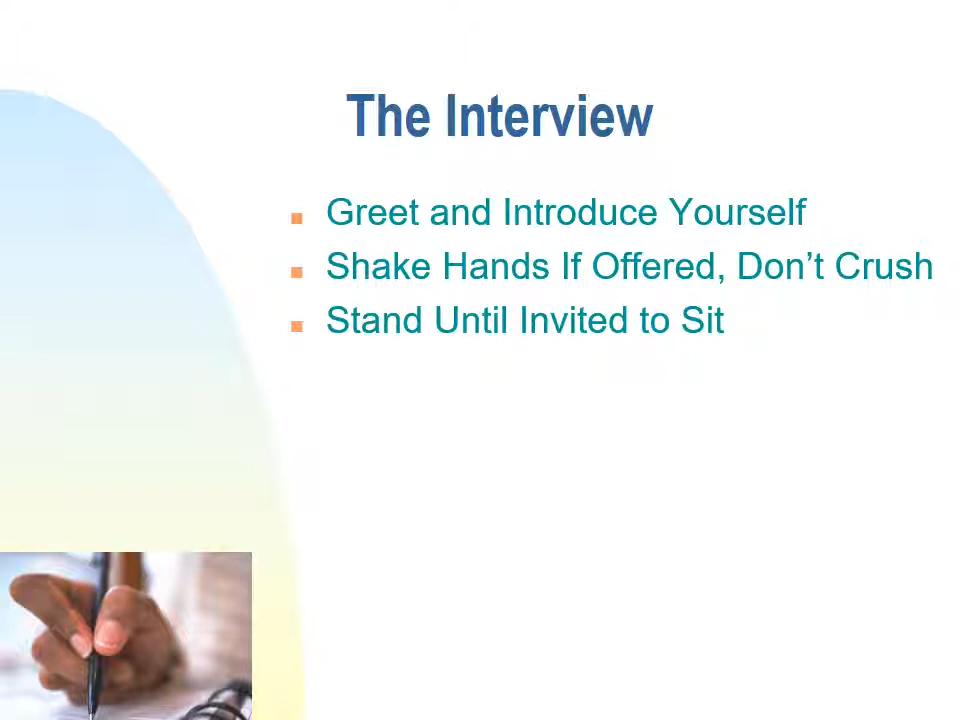 The Interview
Greet and Introduce Yourself
Shake Hands If Offered, Don’t Crush
Stand Until Invited to Sit